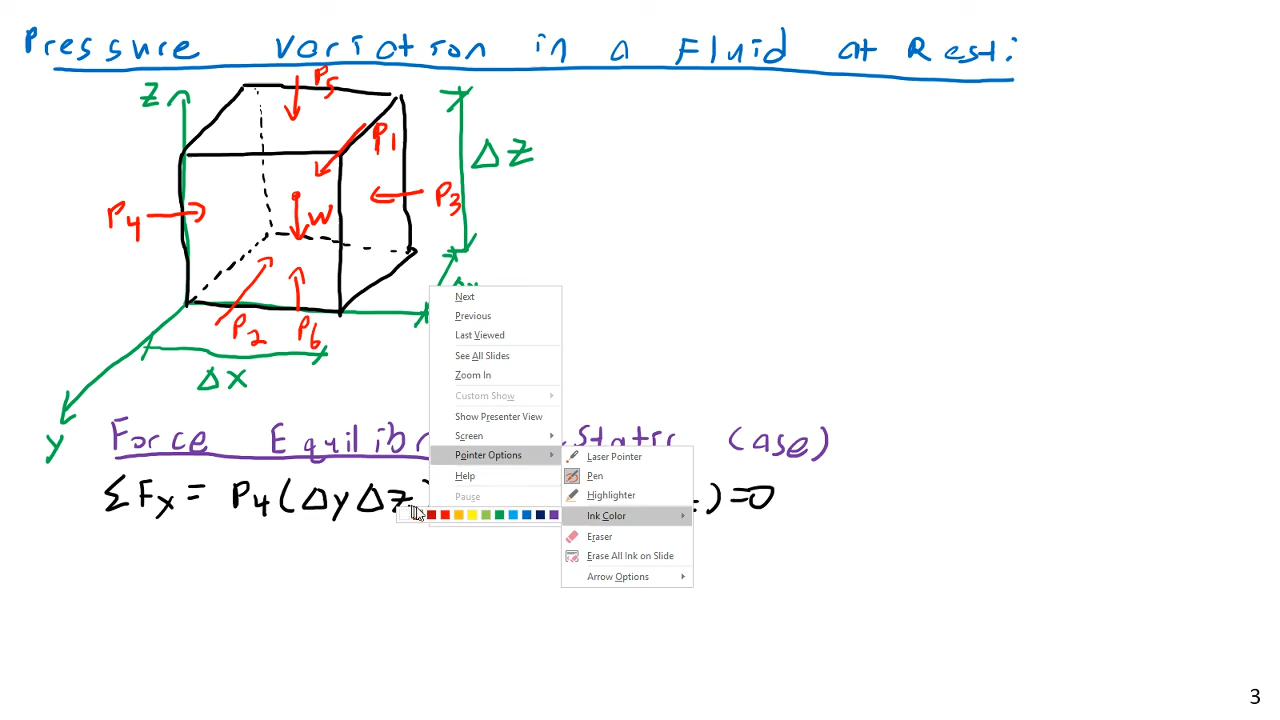 Pressure Variation in a Fluid at Rest:
Z
P5
P1
ΔZ
P3
P4
W
P2
P6
Δx
y
Next
Previous
Last Viewed
See All Slides
Zoom In
Custom Show
Show Presenter View
Screen
Pointer Options
Help
Pause
Laser Pointer
Pen
Highlighter
Ink Color
Eraser
Erase All Ink on Slide
Arrow Options
Force Equilibr Static Case)
ΣFx = P4(ΔyΔz )=0
3